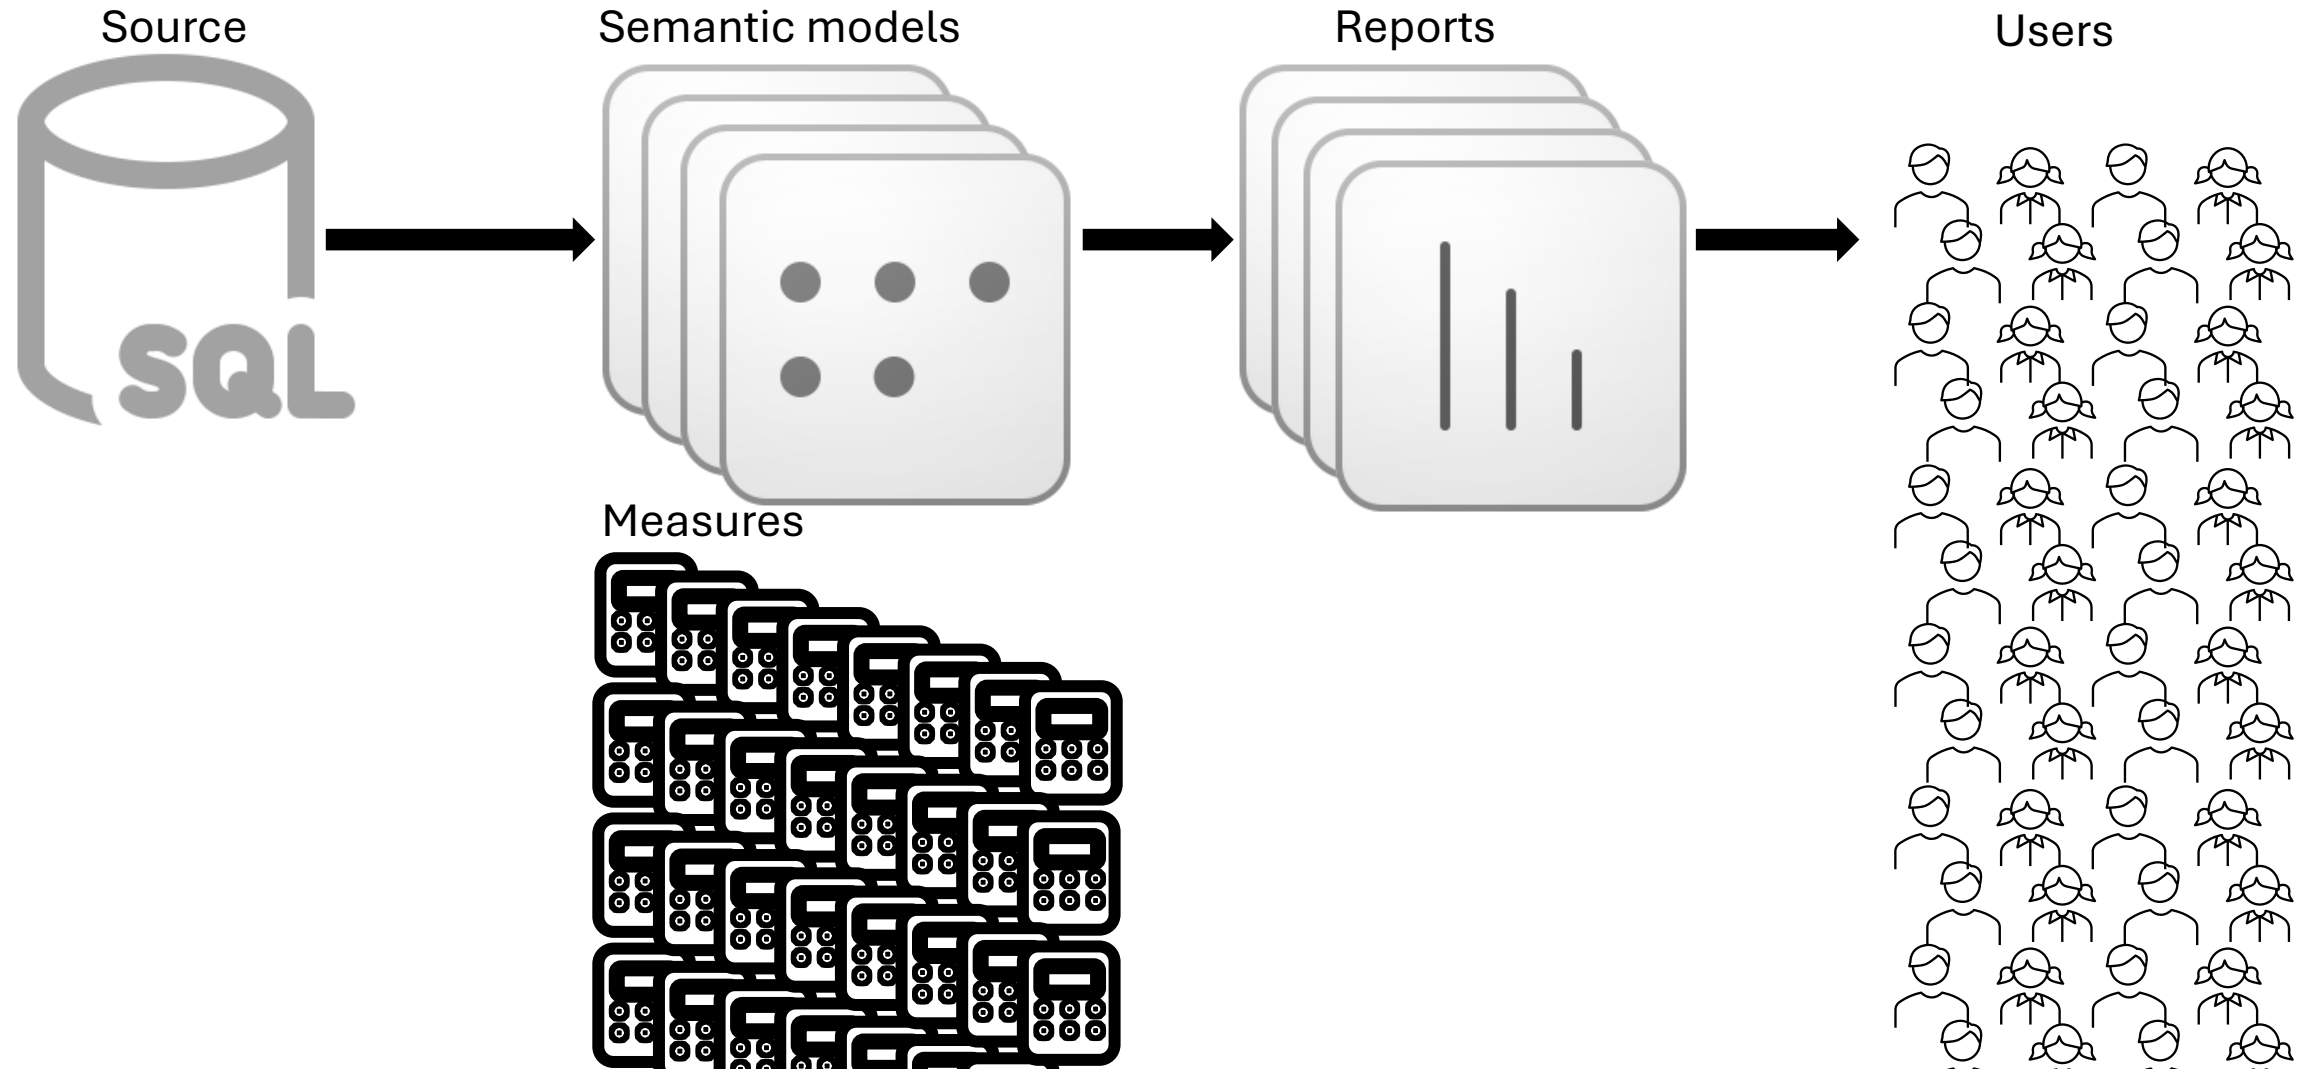 Source
Semantic models
Reports
Users
SQL
Measures